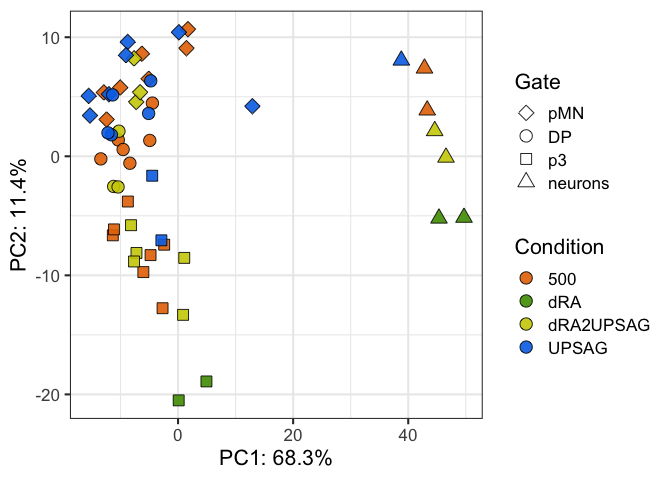 10
0
-10
-20
PC2: 11.4%
0
20
40
PC1: 68.3%
Gate
pMN
DP
p3
neurons
Condition
500
dRA
dRA2UPSAG
UPSAG